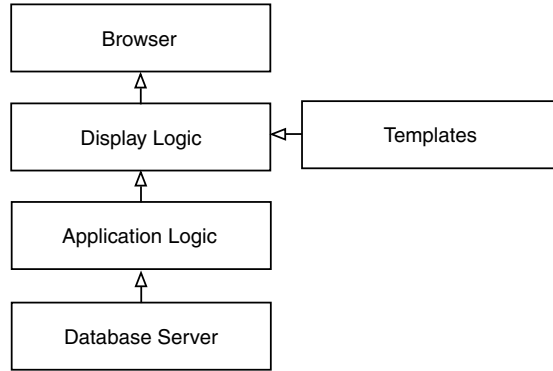 Browser
Display Logic
Templates
Application Logic
Database Server